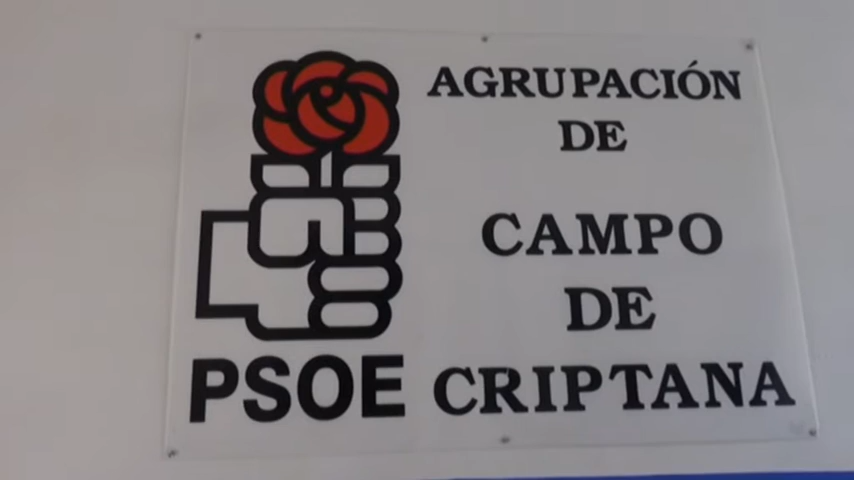 AGRUPACIÓN
DE
CAMPO
DE
CRIPTANA
PSOE